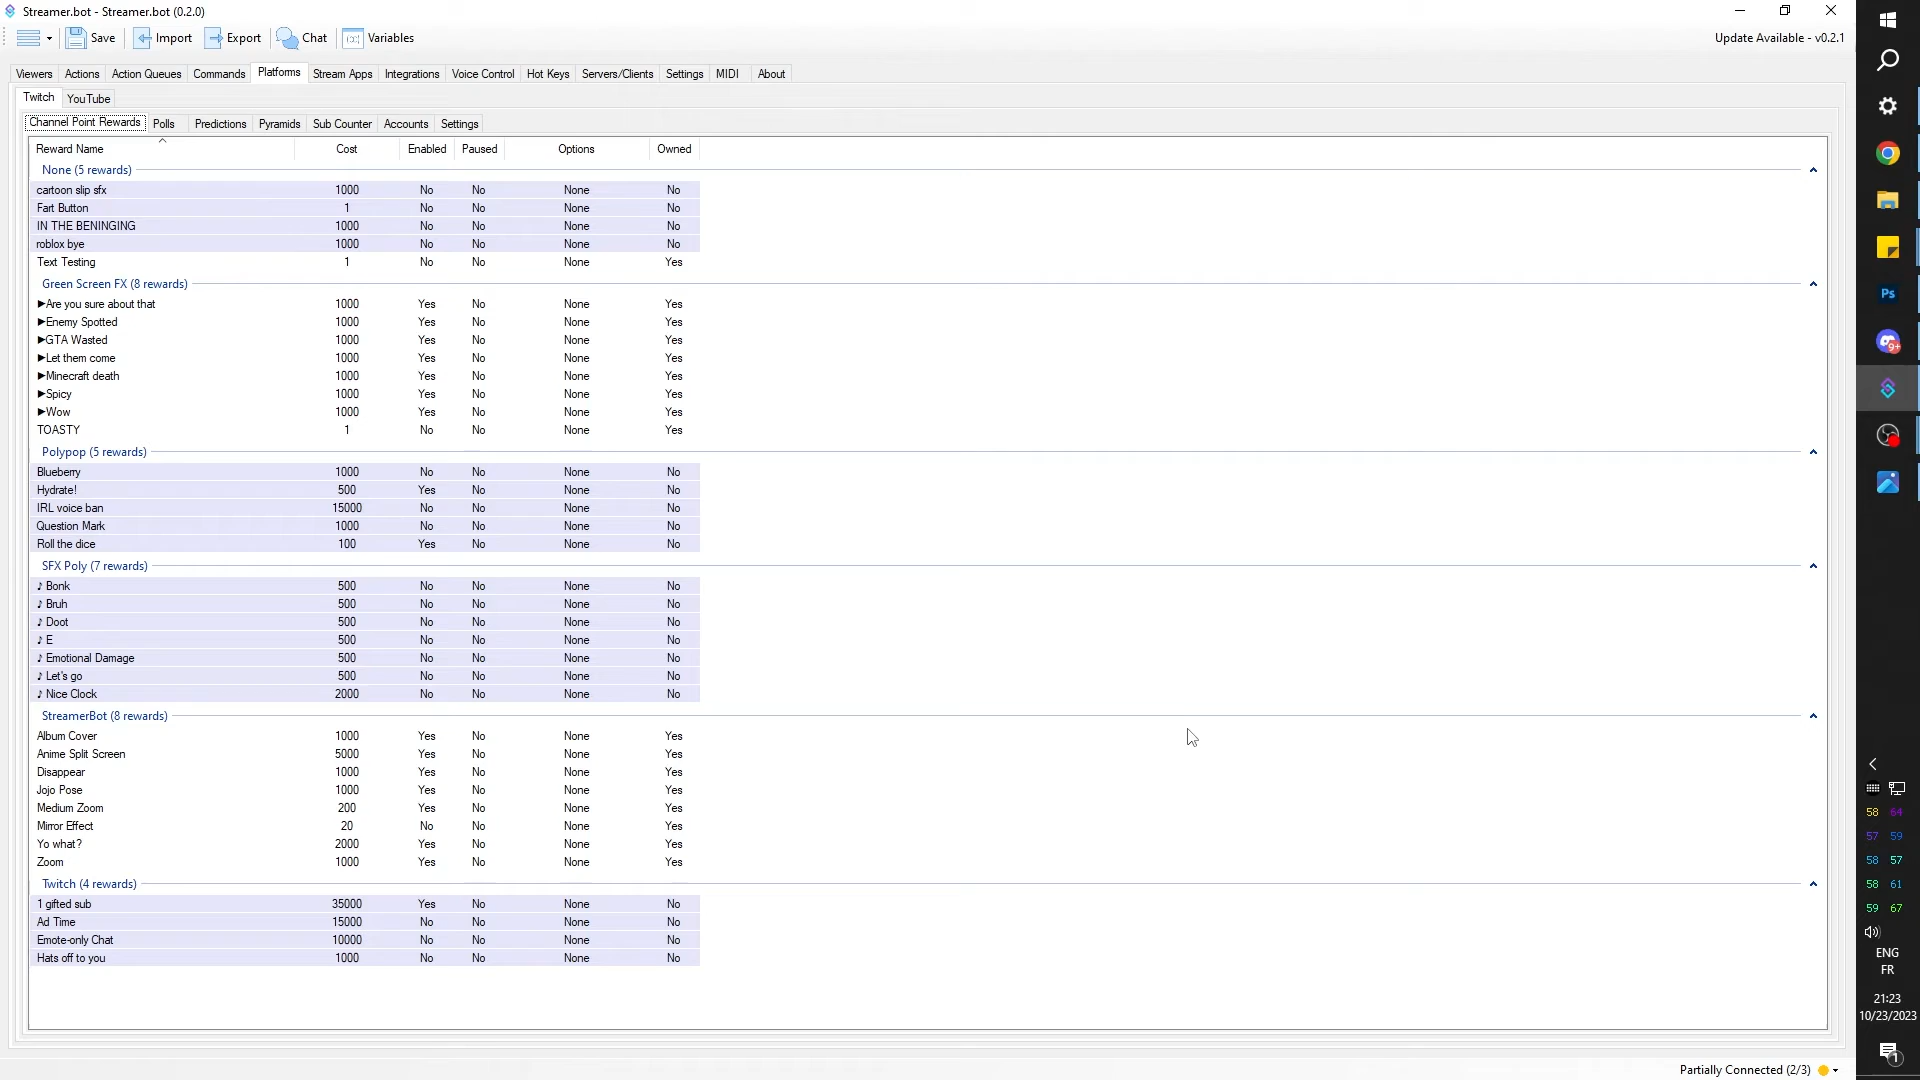 Streamer.bot - Streamer.bot (0.2.0)
Save Import Export Chat Variables Update Available - v0.2.1
Viewers Actions Action Queues Commands Platforms Stream Apps Integrations Voice Control Hot Keys Servers/Clients Settings MIDI About
Twitch YouTube
Channel Point Rewards Polls Predictions Pyramids Sub Counter Accounts Settings
Reward Name Cost Enabled Paused Options Owned
None (5 rewards)
cartoon slip sfx 1000 No No None No
Fart Button 1 No No None No
IN THE BENINGING 1000 No No None No
roblox bye 1000 No No None No
Text Testing 1 No No None Yes
Green Screen FX (8 rewards)
►Are you sure about that 1000 Yes No None Yes
►Enemy Spotted 1000 Yes No None Yes
►GTA Wasted 1000 Yes No None Yes
►Let them come 1000 Yes No None Yes
►Minecraft death 1000 Yes No None Yes
►Spicy 1000 Yes No None Yes
►Wow 1000 Yes No None Yes
TOASTY 1 No No None Yes
Polypop (5 rewards)
Blueberry 1000 No No None No
Hydrate! 500 Yes No None No
IRL voice ban 15000 No No None No
Question Mark 1000 No No None No
Roll the dice 100 Yes No None No
SFX Poly (7 rewards)
♪ Bonk 500 No No None No
♪ Bruh 500 No No None No
♪ Doot 500 No No None No
♪ E 500 No No None No
♪ Emotional Damage 500 No No None No
♪ Let's go 500 No No None No
♪ Nice Clock 2000 No No None No
StreamerBot (8 rewards)
Album Cover 1000 Yes No None Yes
Anime Split Screen 5000 Yes No None Yes
Disappear 1000 Yes No None Yes
Jojo Pose 1000 Yes No None Yes
Medium Zoom 200 Yes No None Yes
Mirror Effect 20 No No None Yes
Yo what? 2000 Yes No None Yes
Zoom 1000 Yes No None Yes
Twitch (4 rewards)
1 gifted sub 35000 Yes No None No
Ad Time 15000 No No None No
Emote-only Chat 10000 No No None No
Hats off to you 1000 No No None No
Partially Connected (2/3)
Ps
9+
58 64
57 59
58 57
58 61
59 67
ENG
FR
21:23
10/23/2023
1